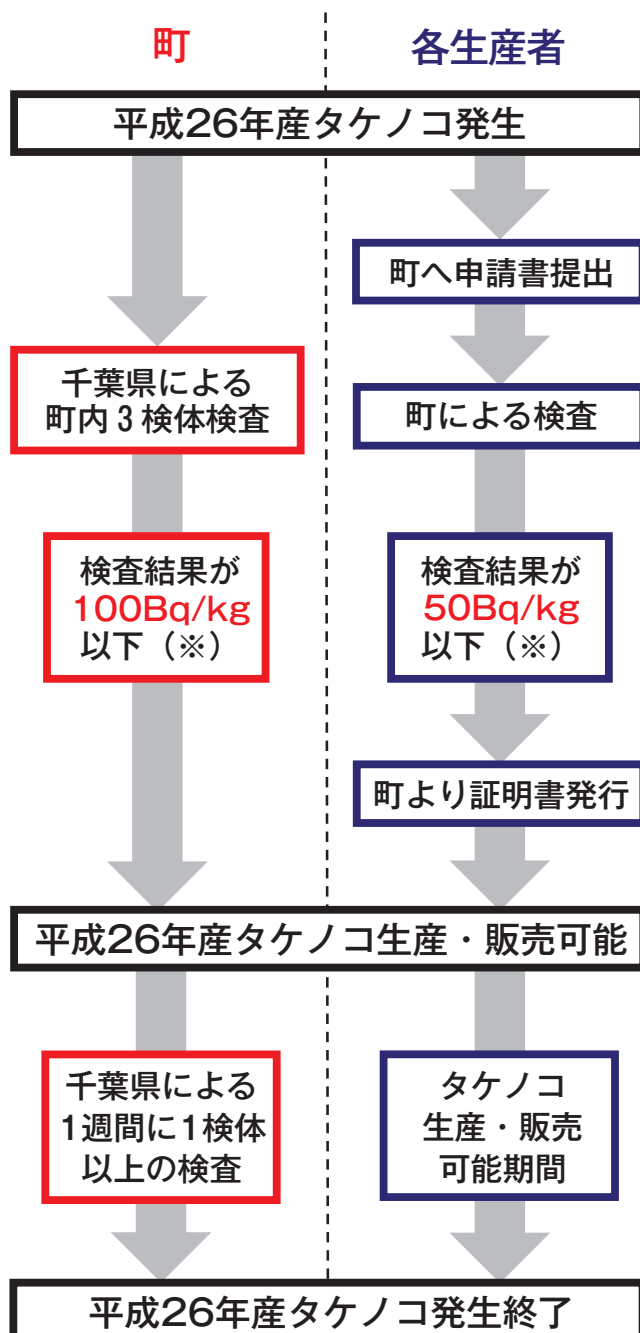 町
各生産者
平成26年産タケノコ発生
町へ申請書提出
千葉県による
町内3検体検査
町による検査
検査結果が
100Bq/kg
以下（※）
検査結果が
50Bq/kg
以下（※）
町より証明書発行
平成26年産タケノコ生産・販売可能
千葉県による
1週間に1検体
以上の検査
タケノコ
生産・販売
可能期間
平成26年産タケノコ発生終了